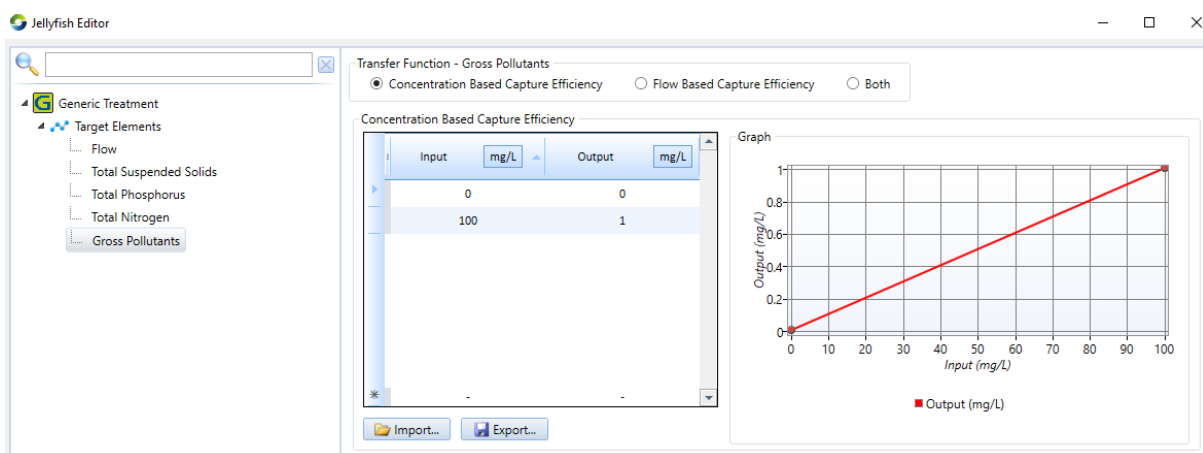 Jellyfish Editor
Generic Treatment
Target Elements
Flow
Total Suspended Solids
Total Phosphorus
Total Nitrogen
Gross Pollutants
Transfer Function - Gross Pollutants
Concentration Based Capture Efficiency
Flow Based Capture Efficiency
Both
Concentration Based Capture Efficiency
Input mg/L Output mg/L
0 0
100 1
* - -
Import... Export...
Graph
1
0.8
0.6
0.4
0.2
0
Output (mg/L)
0 10 20 30 40 50 60 70 80 90 100
Input (mg/L)
Output (mg/L)